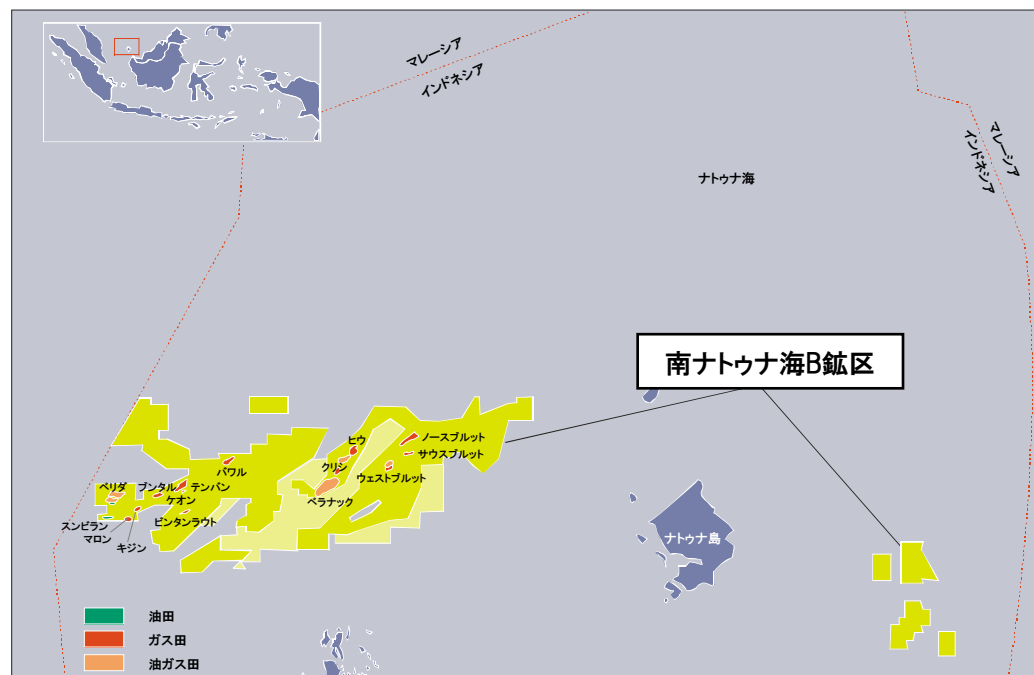 マレーシア
インドネシア
マレーシア
インドネシア
ナトゥナ海
南ナトゥナ海B鉱区
ヒウ
ノースブルット
サウスブルット
クリシ
ウェストブルット
パワル
ベリダ
ブンタル
テンバン
ケオン
ベラナック
ビンタンラウト
スンビラン
マロン
キジン
ナトゥナ島
油田
ガス田
油ガス田